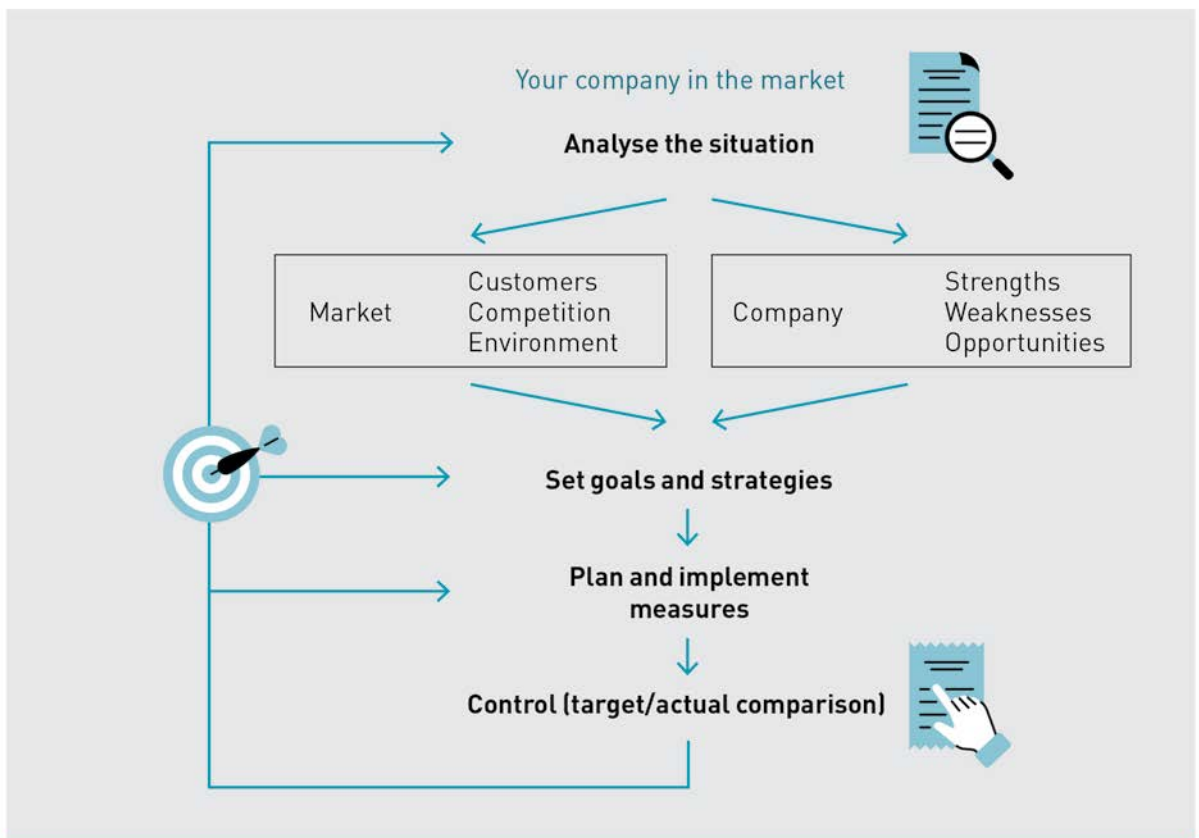 Your company in the market
Analyse the situation
Market
Customers
Competition
Environment
Company
Strengths
Weaknesses
Opportunities
Set goals and strategies
Plan and implement
measures
Control (target/actual comparison)